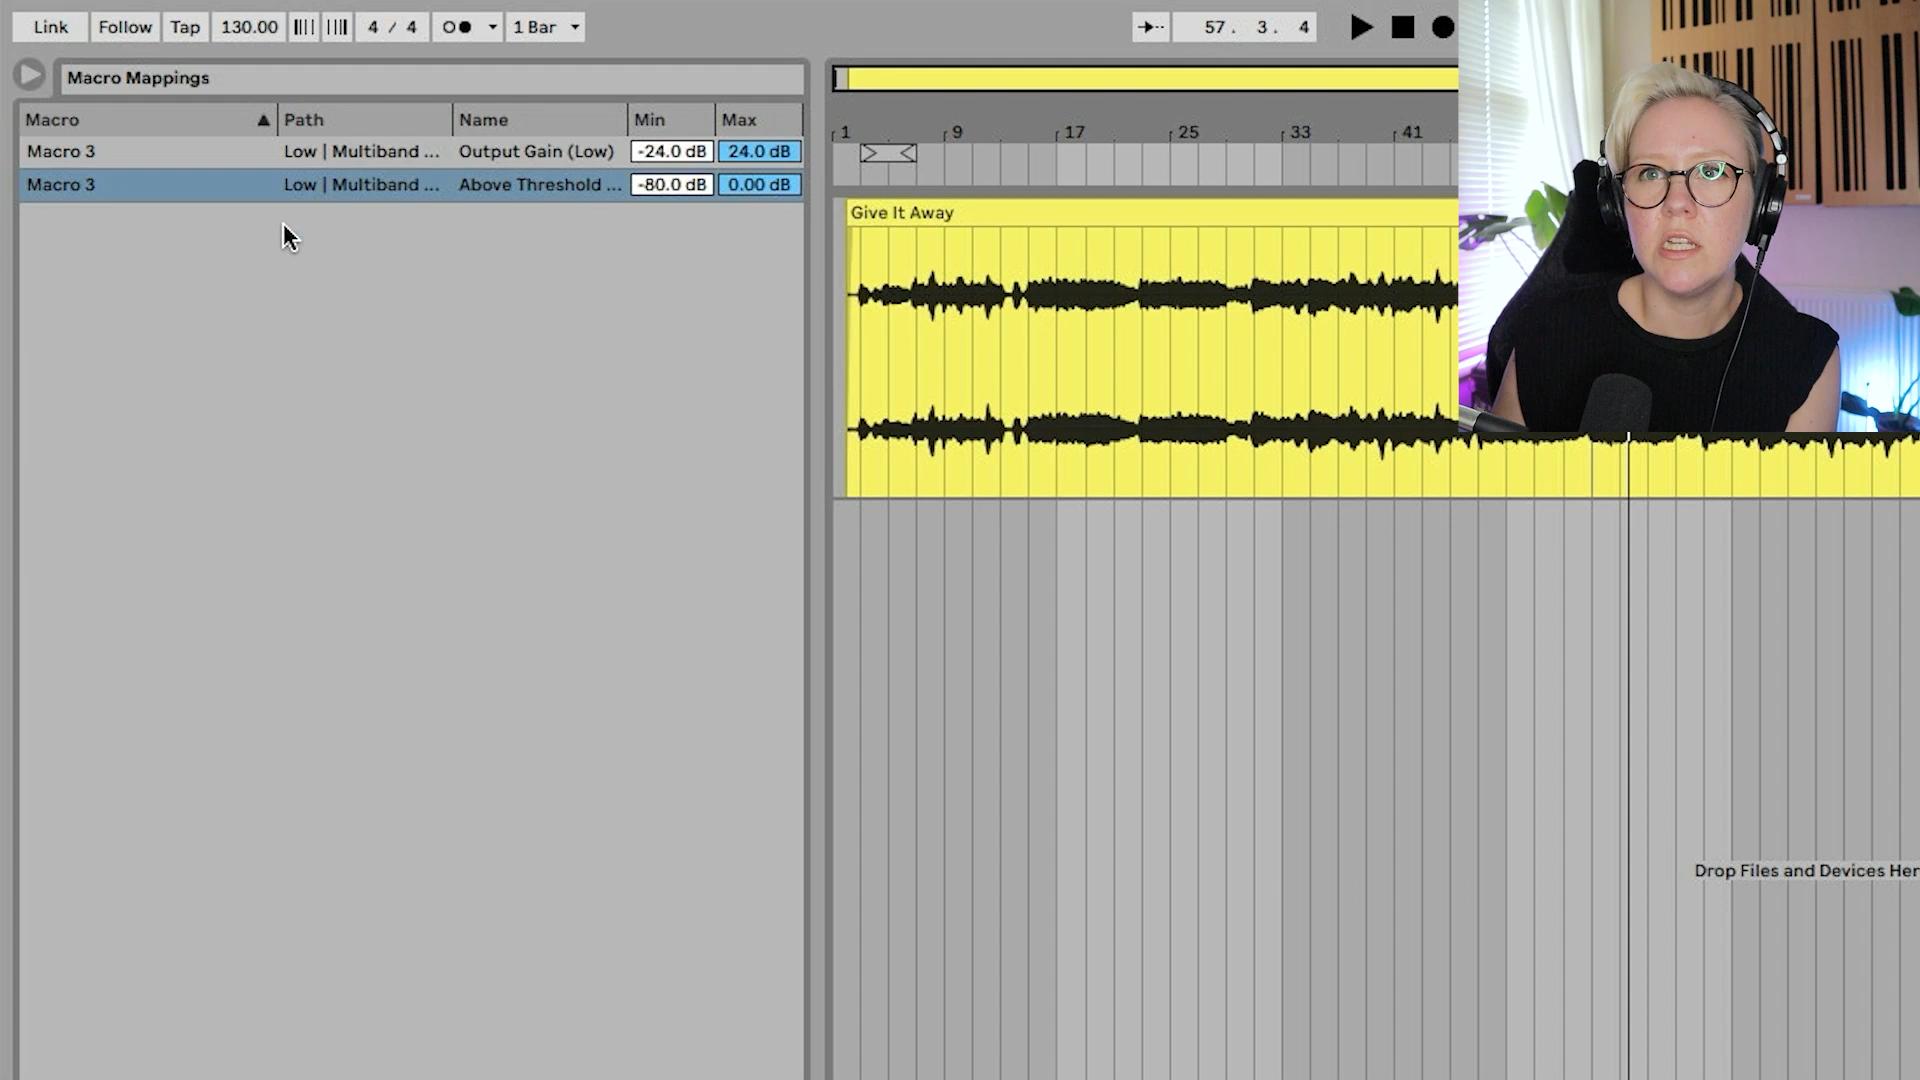 Link Follow Tap 130.00 4 / 4 1 Bar 57. 3. 4
Macro Mappings
Macro Path Name Min Max
Macro 3 Low | Multiband ... Output Gain (Low) -24.0 dB 24.0 dB
Macro 3 Low | Multiband ... Above Threshold ... -80.0 dB 0.00 dB
1 9 17 25 33 41
Give It Away
Drop Files and Devices Her